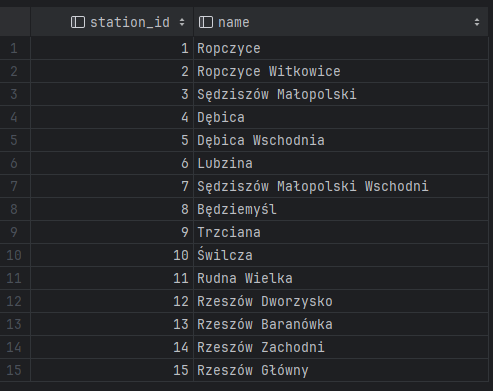 station_id name
1 1 Ropczyce
2 2 Ropczyce Witkowice
3 3 Sędziszów Małopolski
4 4 Dębica
5 5 Dębica Wschodnia
6 6 Lubzina
7 7 Sędziszów Małopolski Wschodni
8 8 Będziemyśl
9 9 Trzciana
10 10 Świlcza
11 11 Rudna Wielka
12 12 Rzeszów Dworzysko
13 13 Rzeszów Baranówka
14 14 Rzeszów Zachodni
15 15 Rzeszów Główny